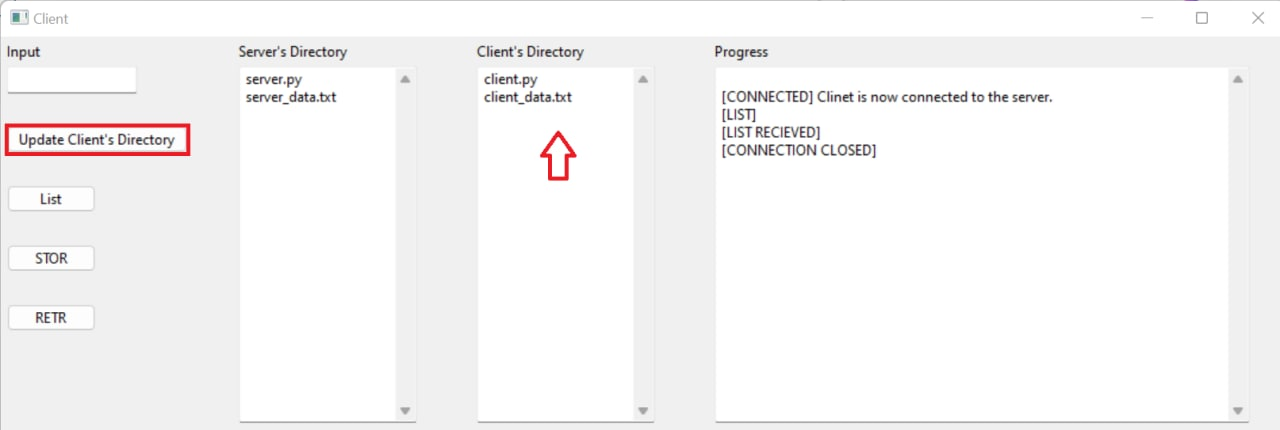 Client
Input
Server's Directory
Client's Directory
Progress
server.py
server_data.txt
client.py
client_data.txt
[CONNECTED] Clinet is now connected to the server.
[LIST]
[LIST RECIEVED]
[CONNECTION CLOSED]
Update Client's Directory
List
STOR
RETR